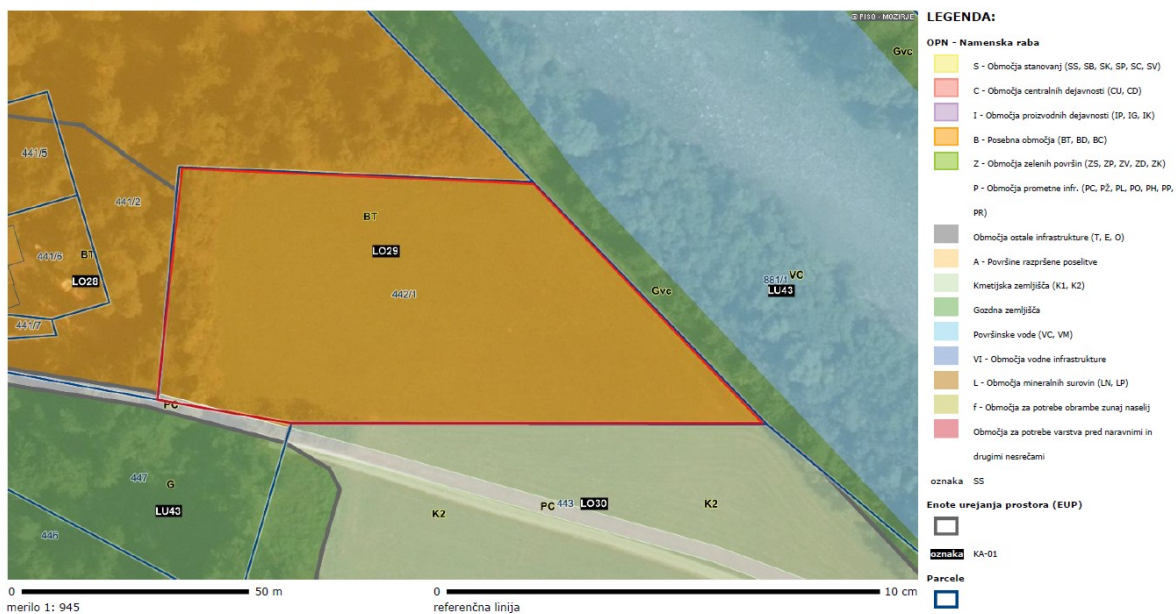 © PISO - MOZIRJE
Gvc
441/5
441/2
BT
441/6
BT
LO29
LO28
442/1
Gvc
881/1
VC
LU43
441/7
PC
447
G
LU43
446
K2
PC
443
LO30
K2
0
50 m
0
10 cm
merilo 1: 945
referenčna linija
LEGENDA:
OPN - Namenska raba
S - Območja stanovanj (SS, SB, SK, SP, SC, SV)
C - Območja centralnih dejavnosti (CU, CD)
I - Območja proizvodnih dejavnosti (IP, IG, IK)
B - Posebna območja (BT, BD, BC)
Z - Območja zelenih površin (ZS, ZP, ZV, ZD, ZK)
P - Območja prometne infr. (PC, PŽ, PL, PO, PH, PP,
PR)
Območja ostale infrastrukture (T, E, O)
A - Površine razpršene poselitve
Kmetijska zemljišča (K1, K2)
Gozdna zemljišča
Površinske vode (VC, VM)
VI - Območja vodne infrastrukture
L - Območja mineralnih surovin (LN, LP)
f - Območja za potrebe obrambe zunaj naselij
Območja za potrebe varstva pred naravnimi in
drugimi nesrečami
oznaka SS
Enote urejanja prostora (EUP)
oznaka KA-01
Parcele